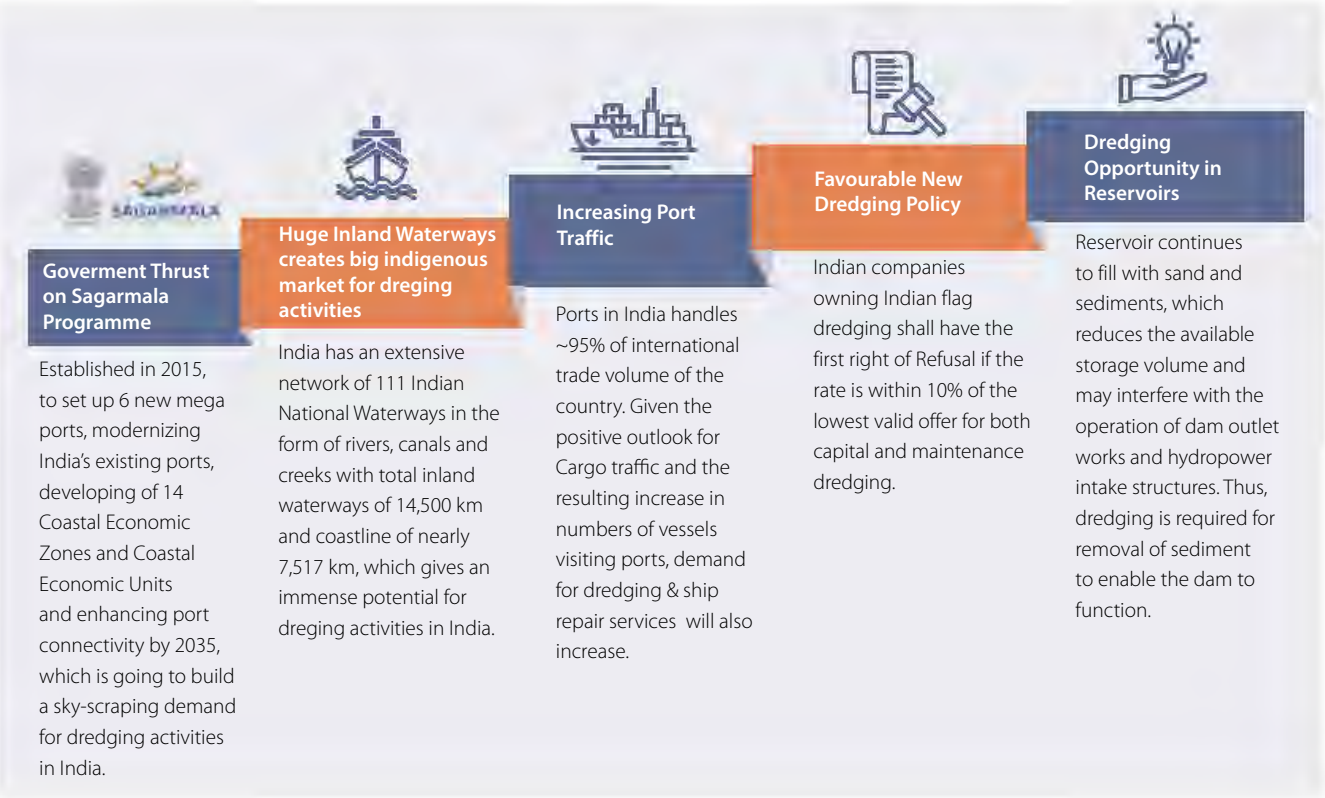 SAGARMALA
Goverment Thrust
on Sagarmala
Programme
Established in 2015,
to set up 6 new mega
ports, modernizing
India's existing ports,
developing of 14
Coastal Economic
Zones and Coastal
Economic Units
and enhancing port
connectivity by 2035,
which is going to build
a sky-scraping demand
for dredging activities
in India.
Huge Inland Waterways
creates big indigenous
market for dreging
activities
India has an extensive
network of 111 Indian
National Waterways in the
form of rivers, canals and
creeks with total inland
waterways of 14,500 km
and coastline of nearly
7,517 km, which gives an
immense potential for
dreging activities in India.
Increasing Port
Traffic
Ports in India handles
~95% of international
trade volume of the
country. Given the
positive outlook for
Cargo traffic and the
resulting increase in
numbers of vessels
visiting ports, demand
for dredging & ship
repair services will also
increase.
Favourable New
Dredging Policy
Indian companies
owning Indian flag
dredging shall have the
first right of Refusal if the
rate is within 10% of the
lowest valid offer for both
capital and maintenance
dredging.
Dredging
Opportunity in
Reservoirs
Reservoir continues
to fill with sand and
sediments, which
reduces the available
storage volume and
may interfere with the
operation of dam outlet
works and hydropower
intake structures. Thus,
dredging is required for
removal of sediment
to enable the dam to
function.